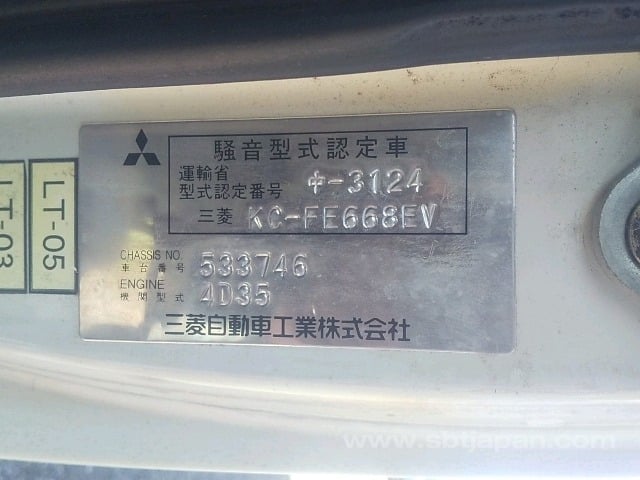 騒音型式認定車
運輸省
型式認定番号 中-3124
三菱 KC-FE668EV
CHASSIS NO.
車台番号 533746
ENGINE
機関型式 4D35
三菱自動車工業株式会社
LT-03
LT-05
www.sbtjapan.com